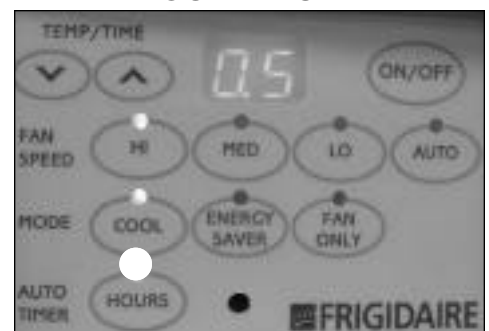 TEMP/TIME
0.5
ON/OFF
FAN SPEED
HI
MED
LO
AUTO
MODE
COOL
ENERGY SAVER
FAN ONLY
AUTO TIMER
HOURS
FRIGIDAIRE